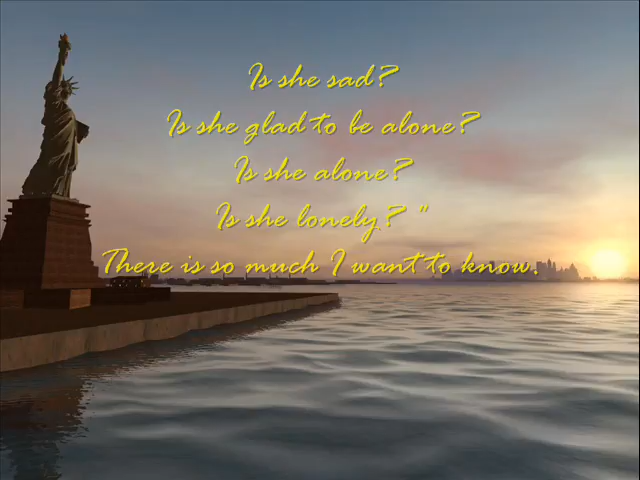 Is she sad?
Is she glad to be alone?
Is she alone?
Is she lonely? "
There is so much I want to know.